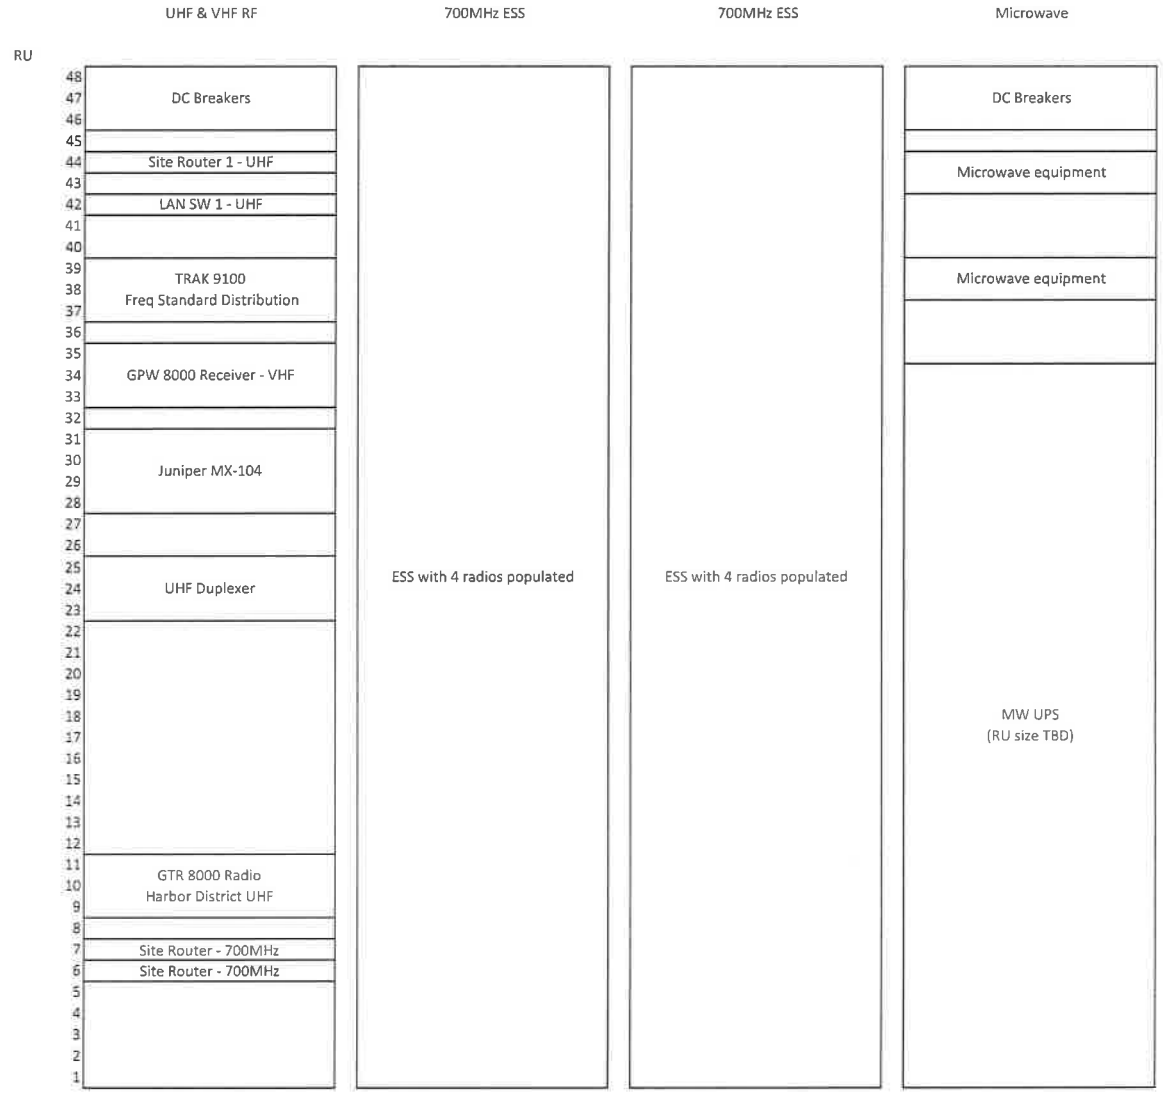 UHF & VHF RF
700MHz ESS
700MHz ESS
Microwave
RU
48
47
46
45
44
43
42
41
40
39
38
37
36
35
34
33
32
31
30
29
28
27
26
25
24
23
22
21
20
19
18
17
16
15
14
13
12
11
10
9
8
7
6
5
4
3
2
1
DC Breakers
Site Router 1 - UHF
LAN SW 1 - UHF
TRAK 9100
Freq Standard Distribution
GPW 8000 Receiver - VHF
Juniper MX-104
UHF Duplexer
GTR 8000 Radio
Harbor District UHF
Site Router - 700MHz
Site Router - 700MHz
ESS with 4 radios populated
ESS with 4 radios populated
DC Breakers
Microwave equipment
Microwave equipment
MW UPS
(RU size TBD)